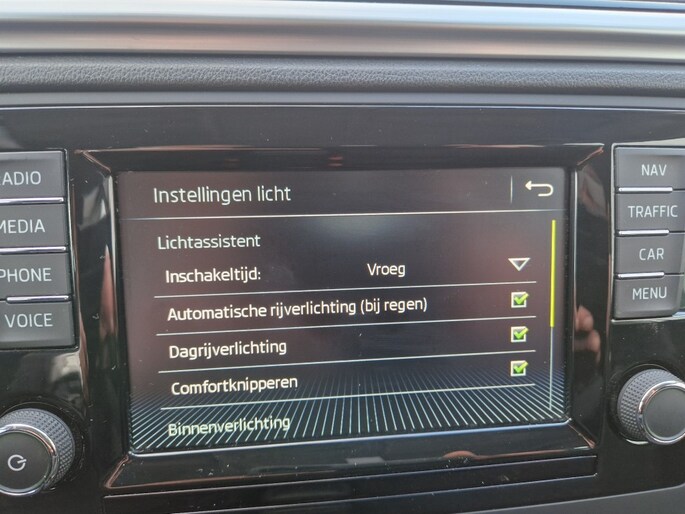 RADIO
MEDIA
PHONE
VOICE
Instellingen licht
Lichtassistent
Inschakeltijd: Vroeg
Automatische rijverlichting (bij regen)
Dagrijverlichting
Comfortknipperen
Binnenverlichting
NAV
TRAFFIC
CAR
MENU